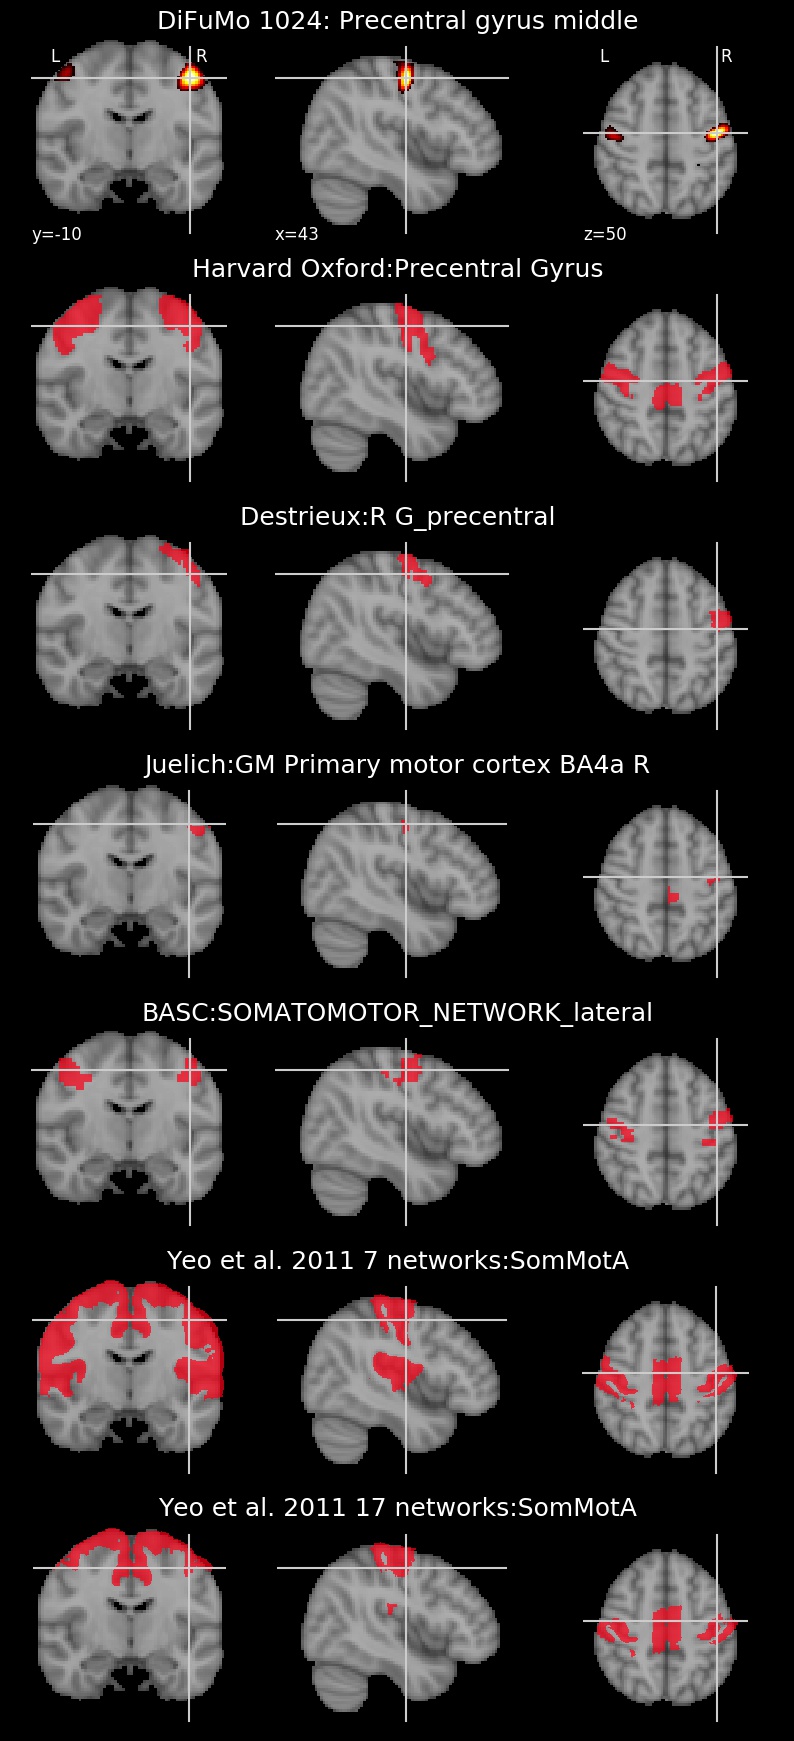 DiFuMo 1024: Precentral gyrus middle
L R L R
y=-10 x=43 z=50
Harvard Oxford:Precentral Gyrus
Destrieux:R G_precentral
Juelich:GM Primary motor cortex BA4a R
BASC:SOMATOMOTOR_NETWORK_lateral
Yeo et al. 2011 7 networks:SomMotA
Yeo et al. 2011 17 networks:SomMotA